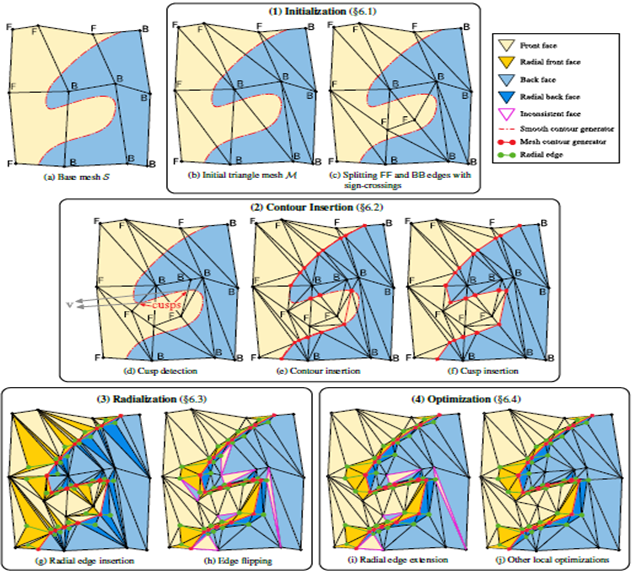 (1) Initialization (§6.1)
F F F B
F B B B
F B B
(a) Base mesh S
F F F B
F B B B
F B B
(b) Initial triangle mesh M
F F F B
F B B B
F F
F B B
(c) Splitting FF and BB edges with
sign-crossings
Front face
Radial front face
Back face
Radial back face
Inconsistent face
Smooth contour generator
Mesh contour generator
Radial edge
(2) Contour Insertion (§6.2)
F F F B
F B B B B
v cusps
F F
F B B
(d) Cusp detection
F F F B
F B B B B
F F
F B B
(e) Contour insertion
F F F B
F B B B B
F F
F B B
(f) Cusp insertion
(3) Radialization (§6.3)
(g) Radial edge insertion
(h) Edge flipping
(4) Optimization (§6.4)
(i) Radial edge extension
(j) Other local optimizations